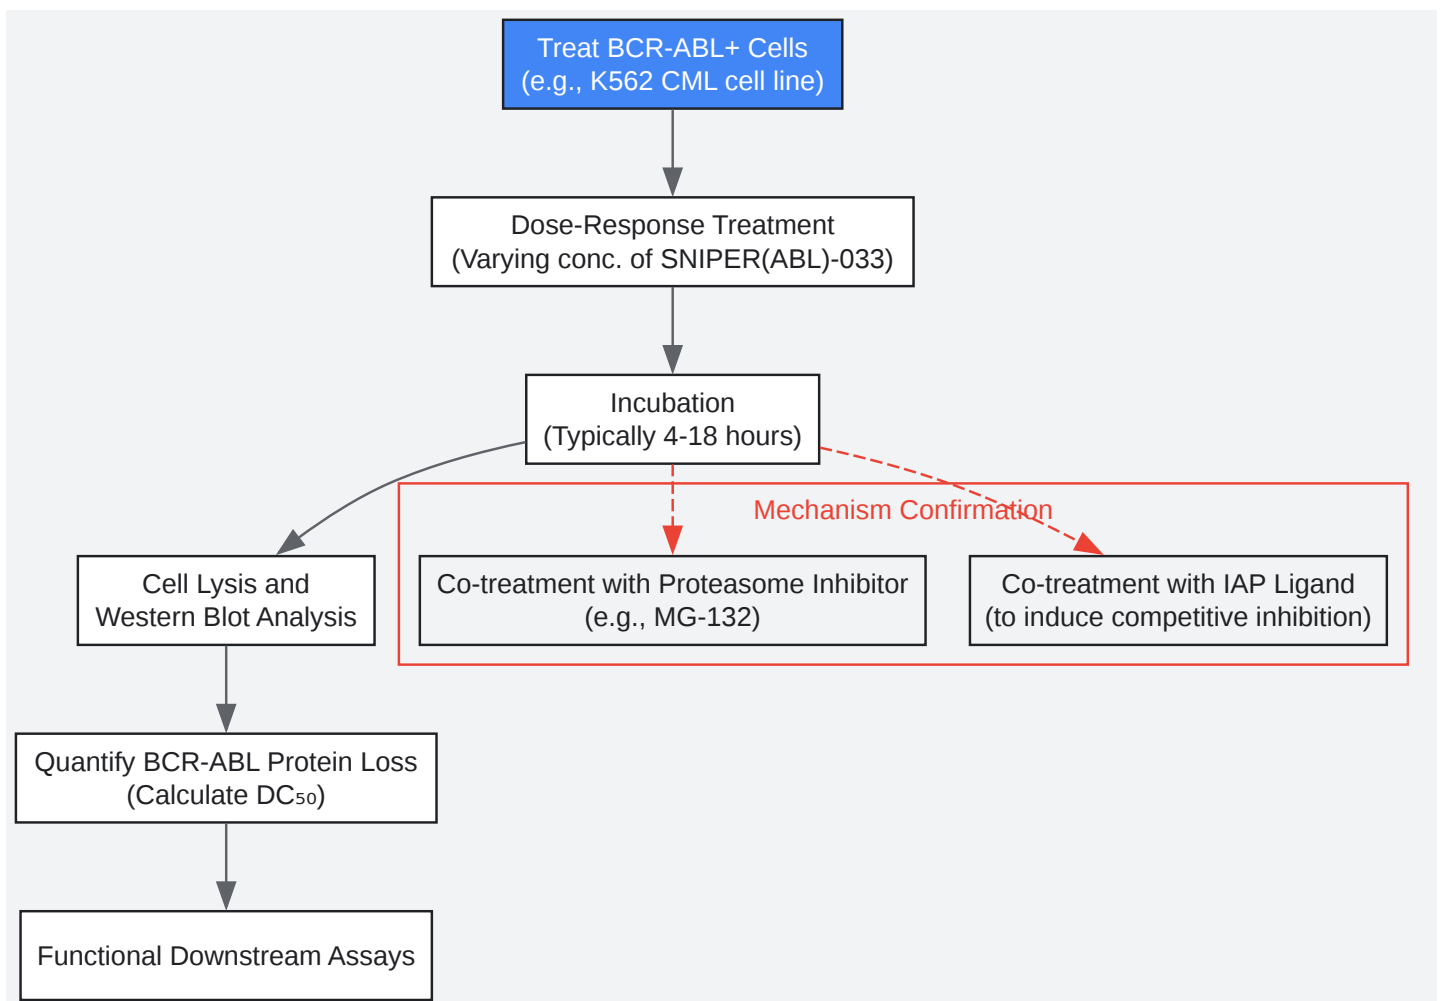 Treat BCR-ABL+ Cells
(e.g., K562 CML cell line)
Dose-Response Treatment
(Varying conc. of SNIPER(ABL)-033)
Incubation
(Typically 4-18 hours)
Mechanism Confirmation
Cell Lysis and
Western Blot Analysis
Co-treatment with Proteasome Inhibitor
(e.g., MG-132)
Co-treatment with IAP Ligand
(to induce competitive inhibition)
Quantify BCR-ABL Protein Loss
(Calculate DC₅₀)
Functional Downstream Assays